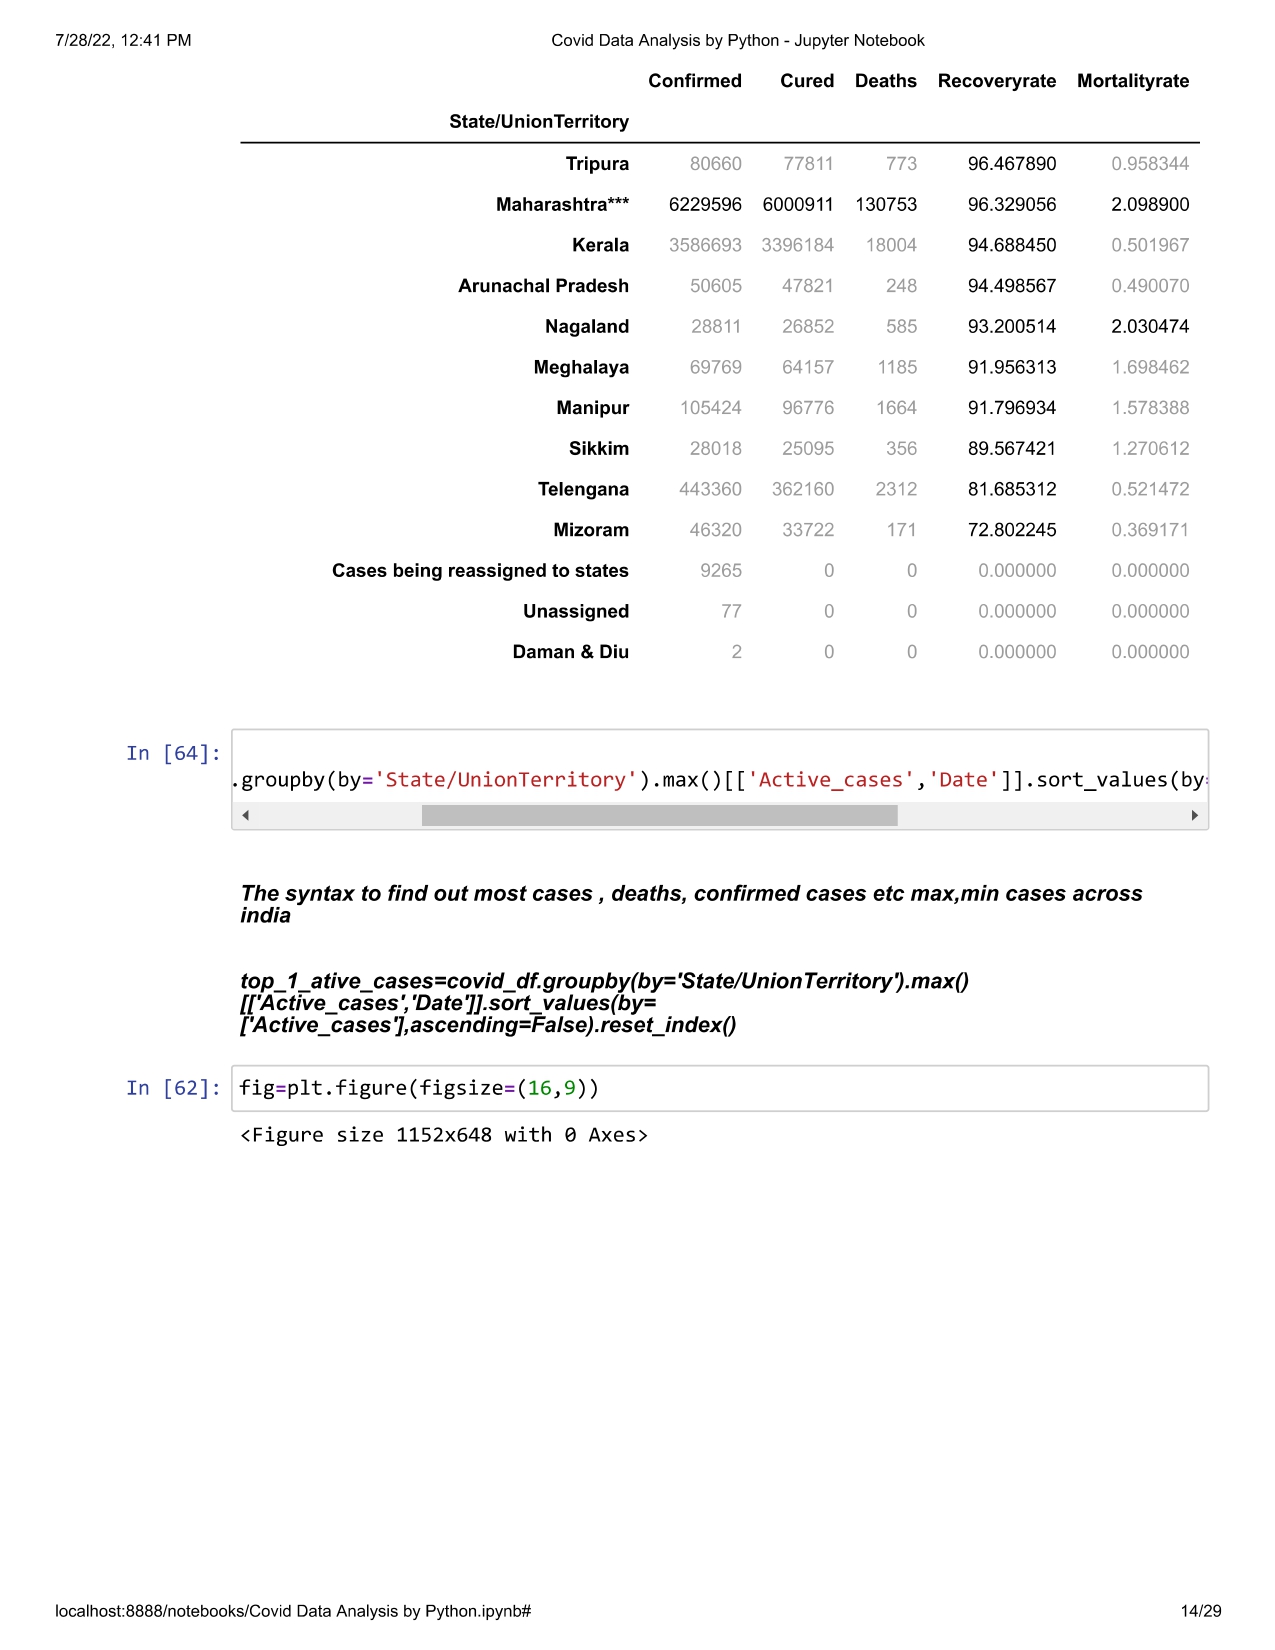 7/28/22, 12:41 PM Covid Data Analysis by Python - Jupyter Notebook
Confirmed Cured Deaths Recoveryrate Mortalityrate
State/UnionTerritory
Tripura 80660 77811 773 96.467890 0.958344
Maharashtra*** 6229596 6000911 130753 96.329056 2.098900
Kerala 3586693 3396184 18004 94.688450 0.501967
Arunachal Pradesh 50605 47821 248 94.498567 0.490070
Nagaland 28811 26852 585 93.200514 2.030474
Meghalaya 69769 64157 1185 91.956313 1.698462
Manipur 105424 96776 1664 91.796934 1.578388
Sikkim 28018 25095 356 89.567421 1.270612
Telengana 443360 362160 2312 81.685312 0.521472
Mizoram 46320 33722 171 72.802245 0.369171
Cases being reassigned to states 9265 0 0 0.000000 0.000000
Unassigned 77 0 0 0.000000 0.000000
Daman & Diu 2 0 0 0.000000 0.000000
In [64]:
.groupby(by='State/UnionTerritory').max()[['Active_cases','Date']].sort_values(by=
The syntax to find out most cases , deaths, confirmed cases etc max,min cases across
india
top_1_ative_cases=covid_df.groupby(by='State/UnionTerritory').max()
[['Active_cases','Date']].sort_values(by=
['Active_cases'],ascending=False).reset_index()
In [62]: fig=plt.figure(figsize=(16,9))
<Figure size 1152x648 with 0 Axes>
localhost:8888/notebooks/Covid Data Analysis by Python.ipynb# 14/29